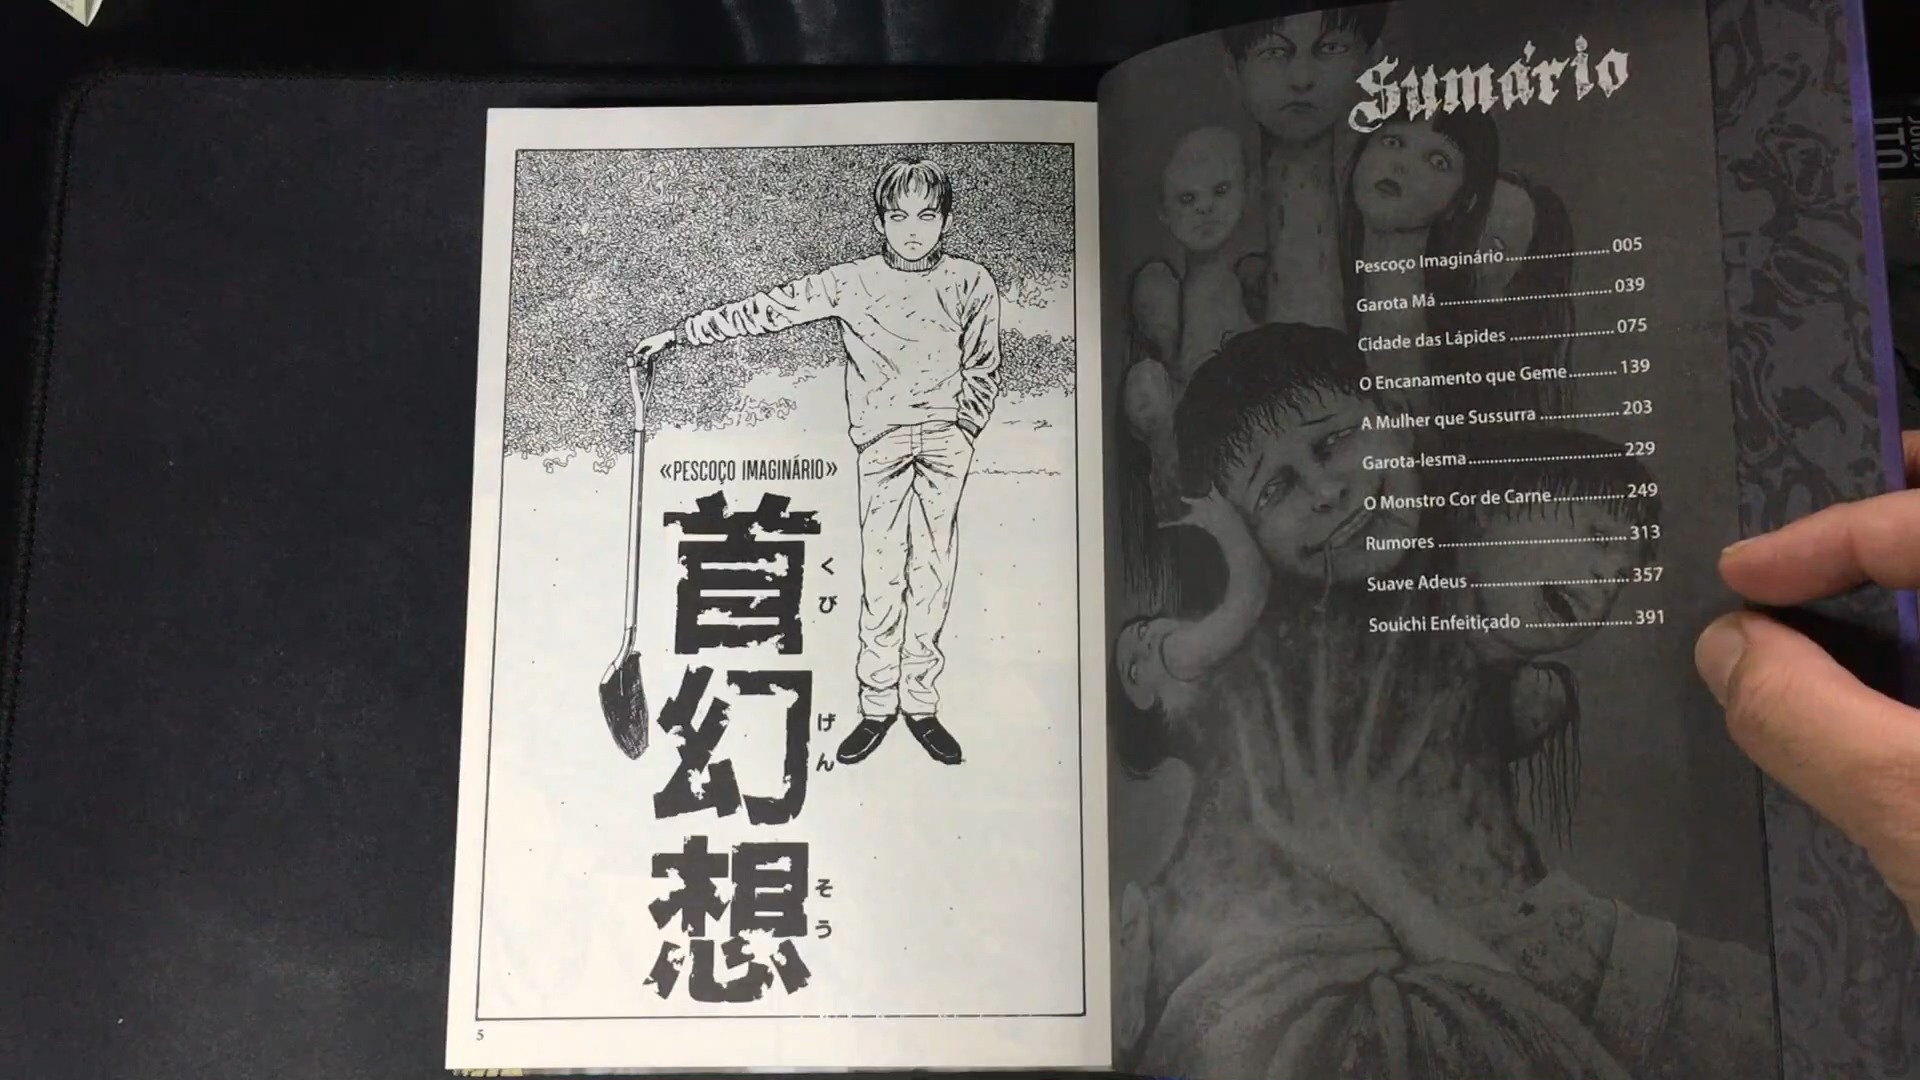 Sumário
Pescoço Imaginário ........................ 005
Garota Má ........................................ 039
Cidade das Lápides ........................ 075
O Encanamento que Geme ........... 139
A Mulher que Sussurra .................. 203
Garota-lesma ................................... 229
O Monstro Cor de Carne ................ 249
Rumores ........................................... 313
Suave Adeus ..................................... 357
Souichi Enfeitiçado ......................... 391
«PESCOÇO IMAGINÁRIO»
首幻想
くび
げん
そう
5
ITO